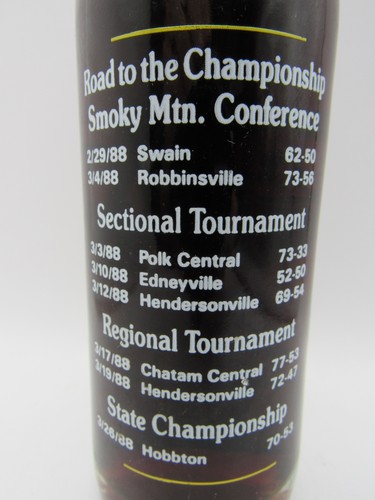 Road to the Championship
Smoky Mtn. Conference
2/29/88 Swain 62-50
3/4/88 Robbinsville 73-56
Sectional Tournament
3/3/88 Polk Central 73-33
3/10/88 Edneyville 52-50
3/12/88 Hendersonville 69-54
Regional Tournament
3/17/88 Chatam Central 77-53
3/19/88 Hendersonville 72-47
State Championship
3/26/88 Hobbton 70-53